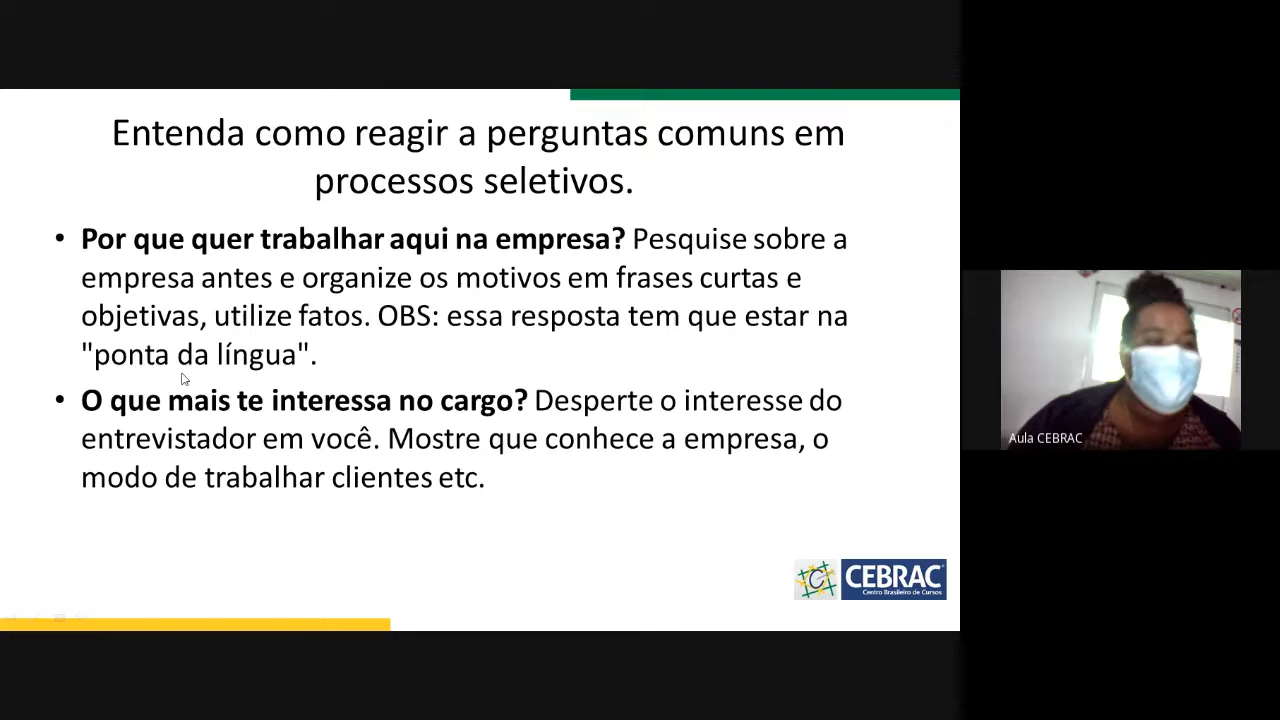 Entenda como reagir a perguntas comuns em
processos seletivos.
• Por que quer trabalhar aqui na empresa? Pesquise sobre a
empresa antes e organize os motivos em frases curtas e
objetivas, utilize fatos. OBS: essa resposta tem que estar na
"ponta da língua".
• O que mais te interessa no cargo? Desperte o interesse do
entrevistador em você. Mostre que conhece a empresa, o
modo de trabalhar clientes etc.
CEBRAC
Centro Brasileiro de Cursos
Aula CEBRAC